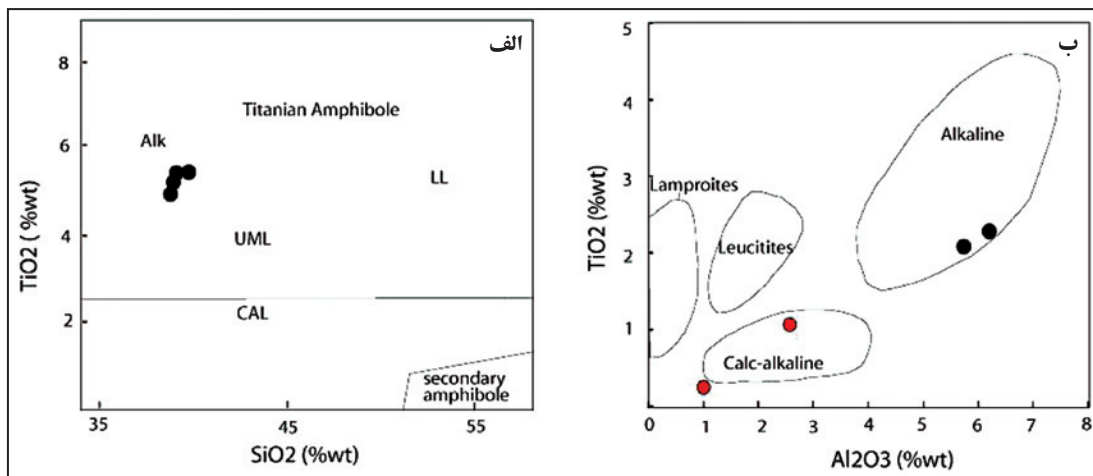 الف
8
Titanian Amphibole
Alk
6
LL
4
UML
CAL
2
secondary
amphibole
35
45
55
TiO2 ( %wt)
SiO2 (%wt)
ب
5
Alkaline
4
3
Lamproites
Leucitites
2
1
Calc-alkaline
0
0
1
2
3
4
5
6
7
8
TiO2 (%wt)
Al2O3 (%wt)